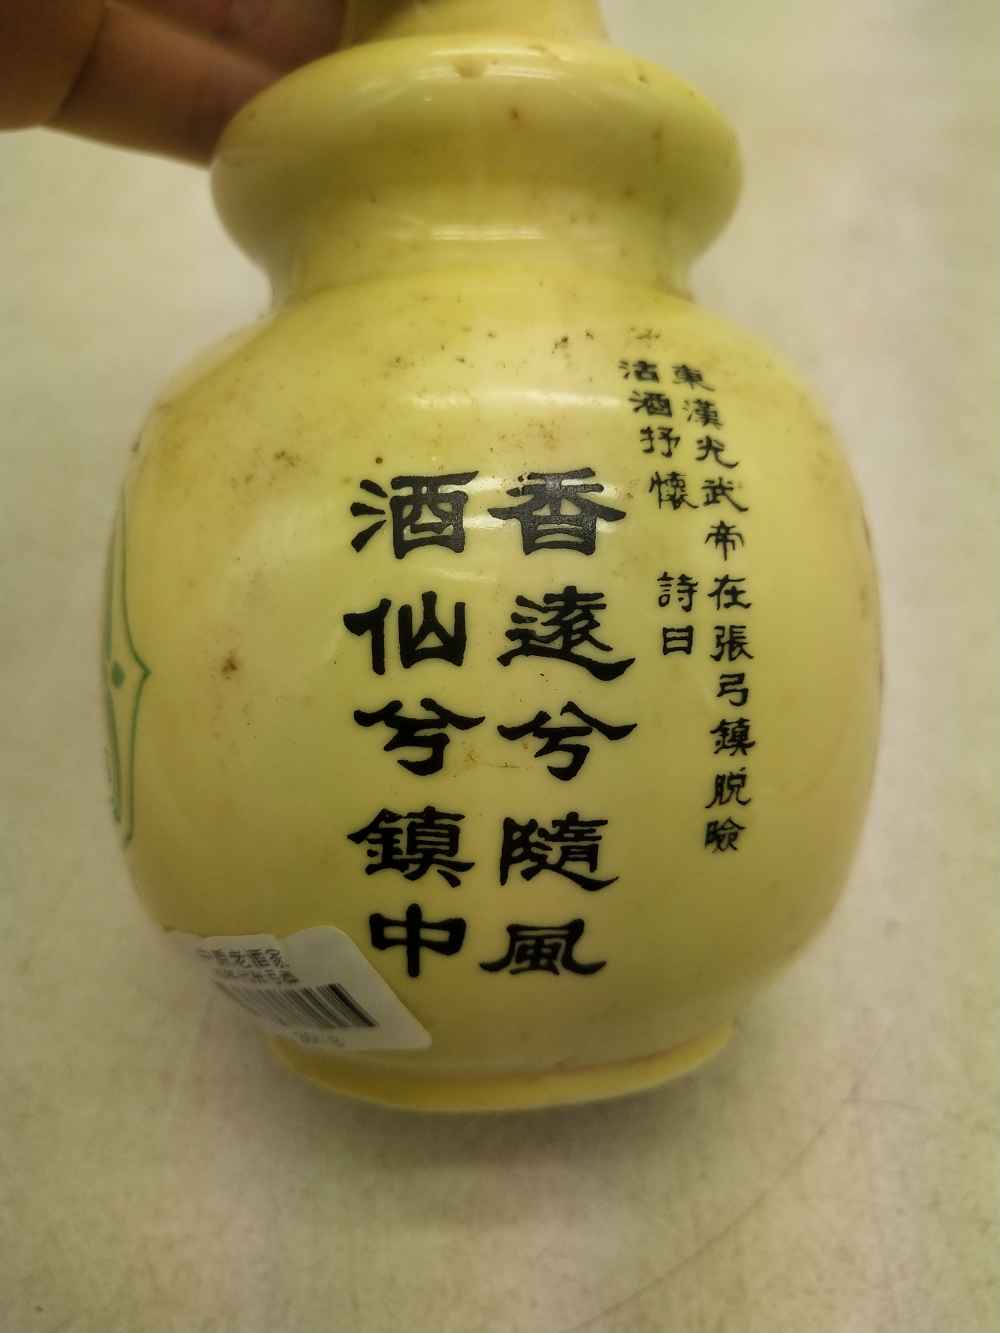 東漢光武帝在張弓鎮脫險
沽酒抒懷 詩曰
香遠兮隨風
酒仙兮鎮中